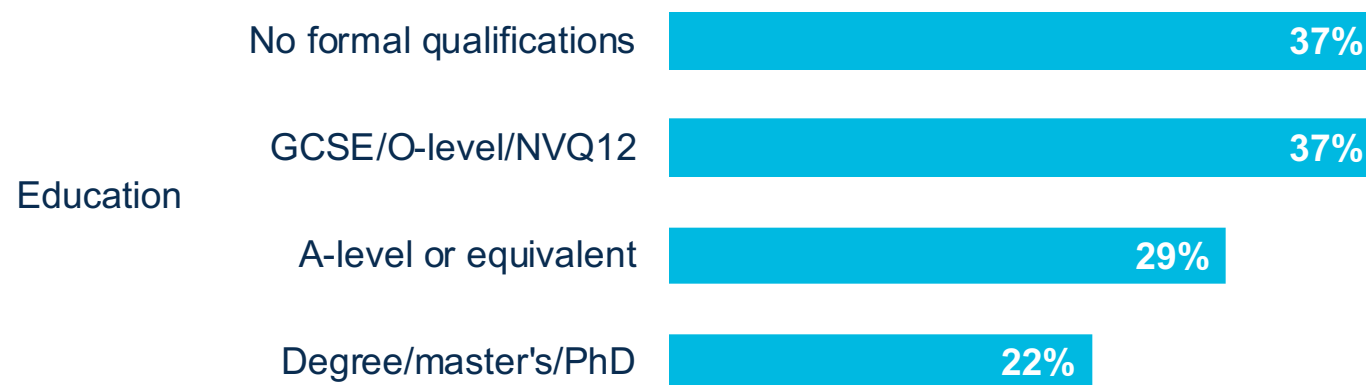 No formal qualifications 37%
GCSE/O-level/NVQ12 37%
Education
A-level or equivalent 29%
Degree/master's/PhD 22%